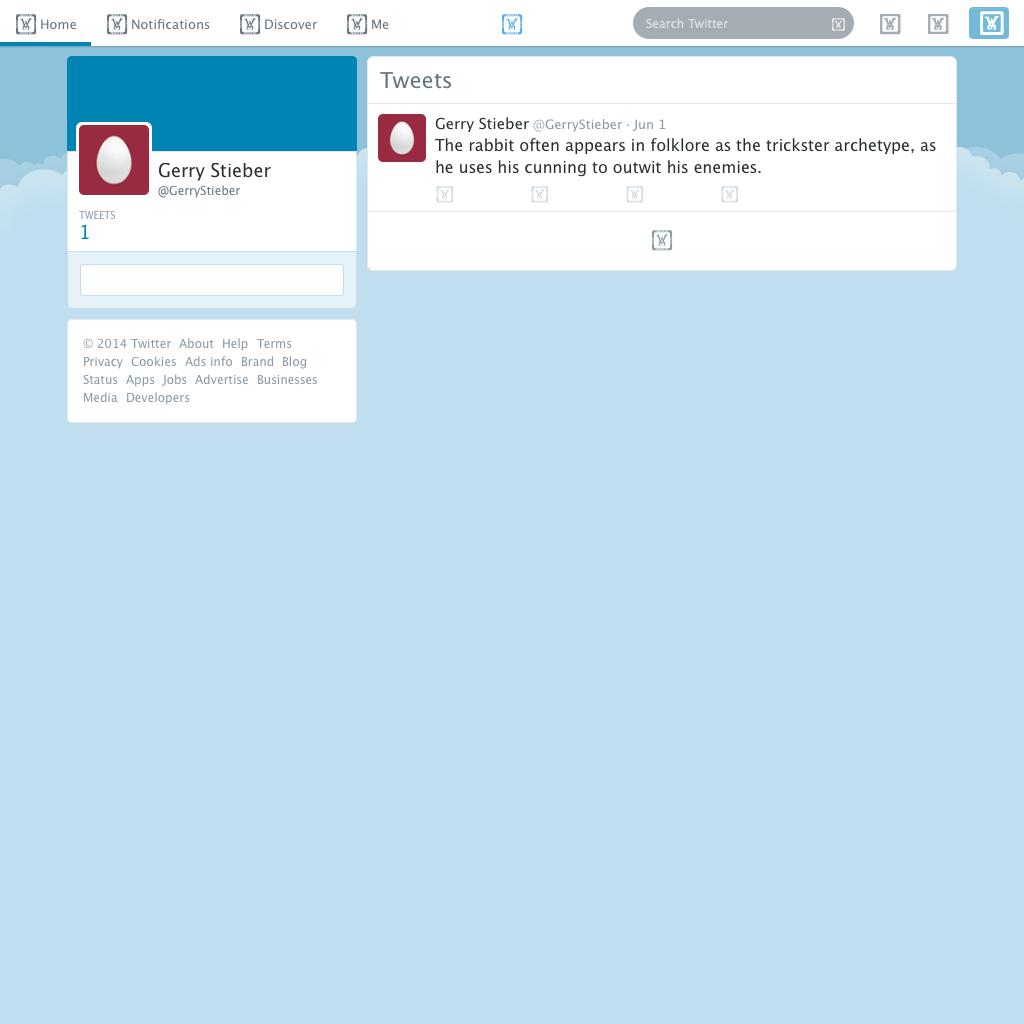 Home Notifications Discover Me Search Twitter
Gerry Stieber
@GerryStieber
TWEETS
1
© 2014 Twitter About Help Terms
Privacy Cookies Ads info Brand Blog
Status Apps Jobs Advertise Businesses
Media Developers
Tweets
Gerry Stieber @GerryStieber · Jun 1
The rabbit often appears in folklore as the trickster archetype, as
he uses his cunning to outwit his enemies.